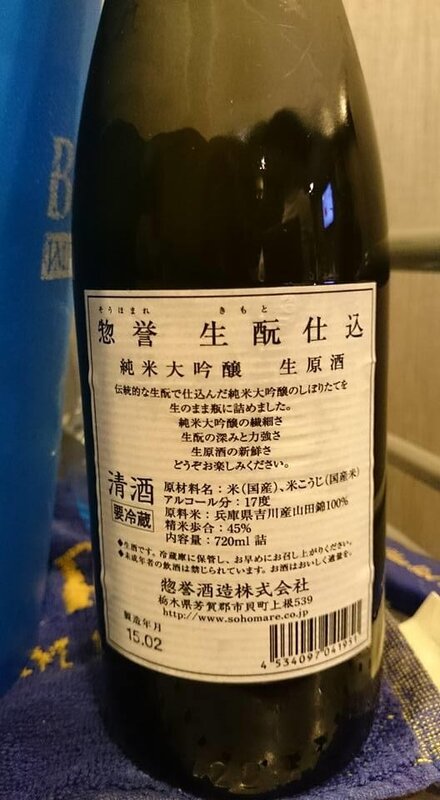 そうほまれ きもと
惣誉 生酛仕込
純米大吟醸 生原酒
伝統的な生酛で仕込んだ純米大吟醸のしぼりたてを
生のまま瓶に詰めました。
純米大吟醸の繊細さ
生酛の深みと力強さ
生原酒の新鮮さ
どうぞお楽しみください。
清酒
要冷蔵
原材料名:米(国産)、米こうじ(国産米)
アルコール分:17度
原料米:兵庫県吉川産山田錦100%
精米歩合:45%
内容量:720ml 詰
◆生酒です。冷蔵庫に保管し、お早めにお召し上がりください。
◆未成年者の飲酒は禁じられています。お酒はおいしく適量を。
惣誉酒造株式会社
栃木県芳賀郡市貝町上根539
http://www.sohomare.co.jp
製造年月
15.02
4 534097 041951